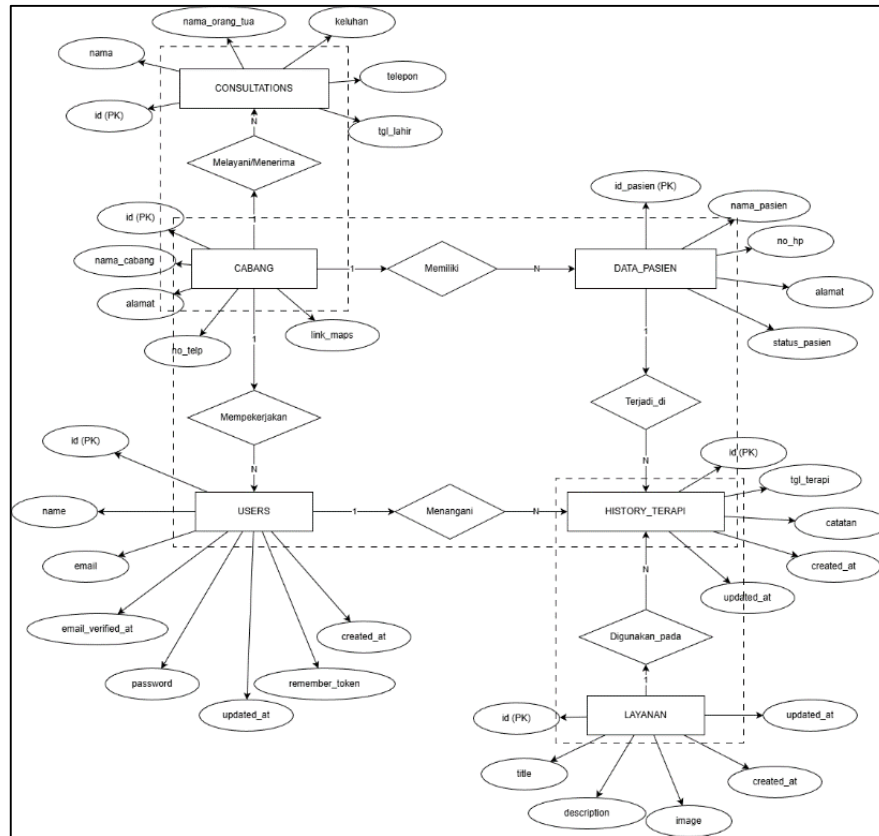 nama_orang_tua
keluhan
nama
CONSULTATIONS
telepon
id (PK)
tgl_lahir
N
Melayani/Menerima
1
id_pasien (PK)
nama_pasien
id (PK)
no_hp
nama_cabang
CABANG
1
Memiliki
N
DATA_PASIEN
alamat
alamat
link_maps
no_telp
status_pasien
1
1
Mempekerjakan
Terjadi_di
id (PK)
N
N
id (PK)
tgl_terapi
name
USERS
1
Menangani
N
HISTORY_TERAPI
catatan
email
created_at
N
updated_at
email_verified_at
created_at
Digunakan_pada
password
remember_token
1
updated_at
id (PK)
LAYANAN
updated_at
title
created_at
description
image